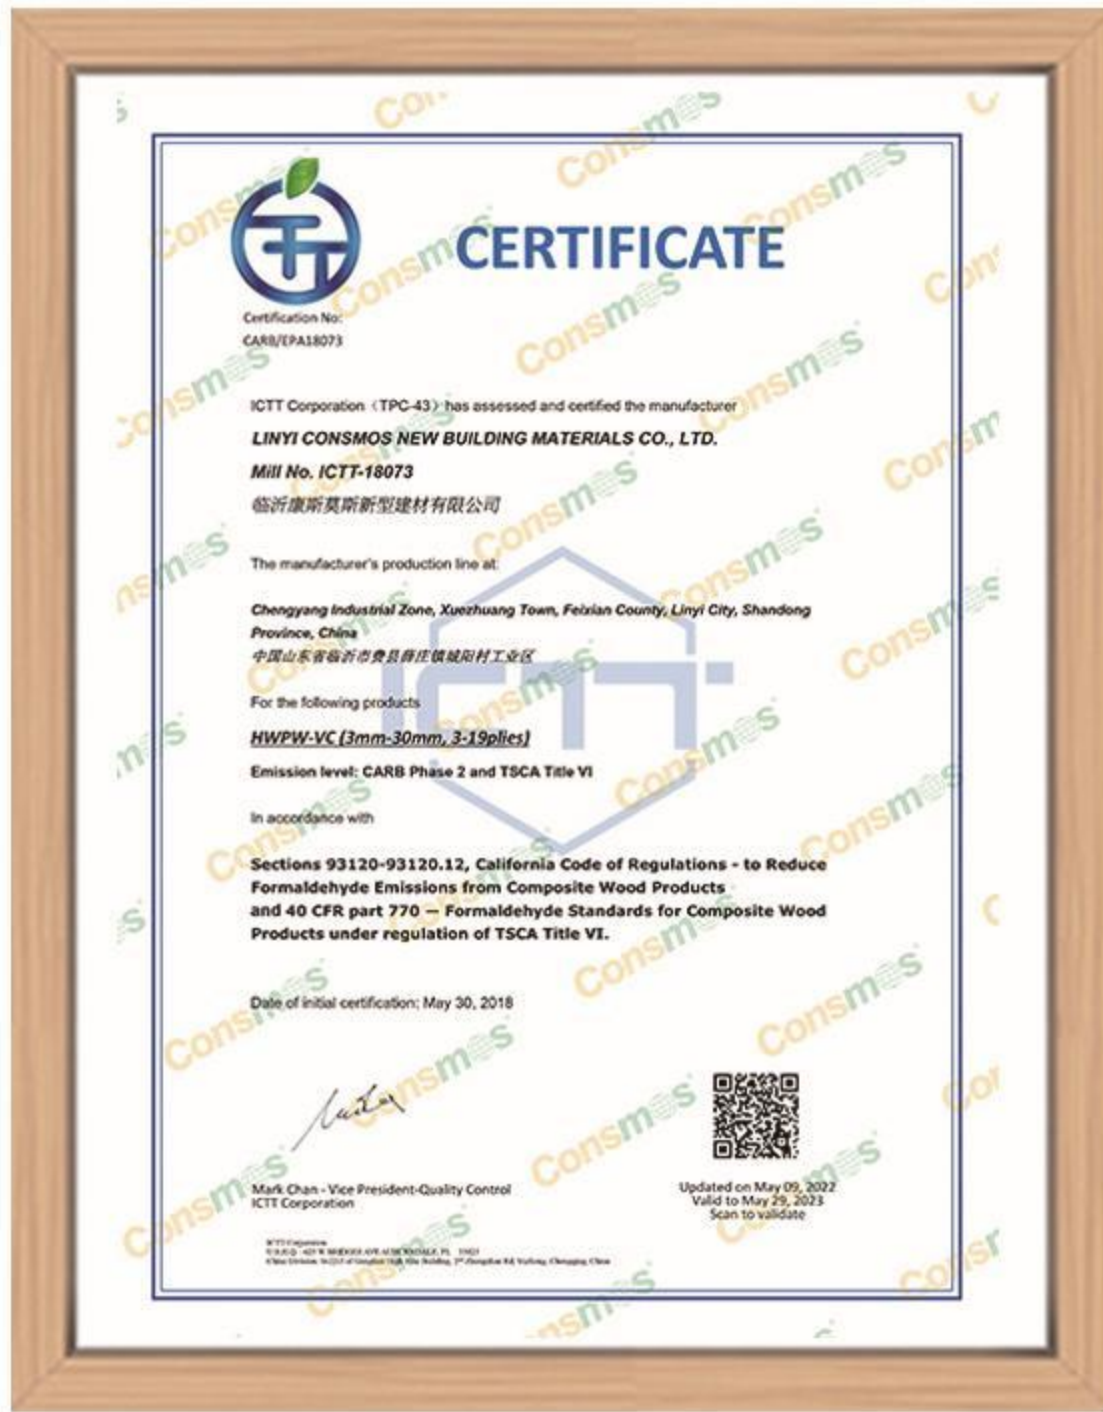 CERTIFICATE
Certification No:
CARB/EPA18073
ICTT Corporation（TPC-43）has assessed and certified the manufacturer
LINYI CONSMOS NEW BUILDING MATERIALS CO., LTD.
Mill No. ICTT-18073
临沂康斯莫斯新型建材有限公司
The manufacturer's production line at:
Chengyang Industrial Zone, Xuezhuang Town, Feixian County, Linyi City, Shandong
Province, China
中国山东省临沂市费县薛庄镇城阳村工业区
For the following products
HWPW-VC (3mm-30mm, 3-19plies)
Emission level: CARB Phase 2 and TSCA Title VI
In accordance with
Sections 93120-93120.12, California Code of Regulations - to Reduce
Formaldehyde Emissions from Composite Wood Products
and 40 CFR part 770 — Formaldehyde Standards for Composite Wood
Products under regulation of TSCA Title VI.
Date of initial certification: May 30, 2018
Mark Chan - Vice President-Quality Control
ICTT Corporation
Updated on May 09, 2022
Valid to May 29, 2023
Scan to validate
ICTT Corporation
ICTT
Consmos